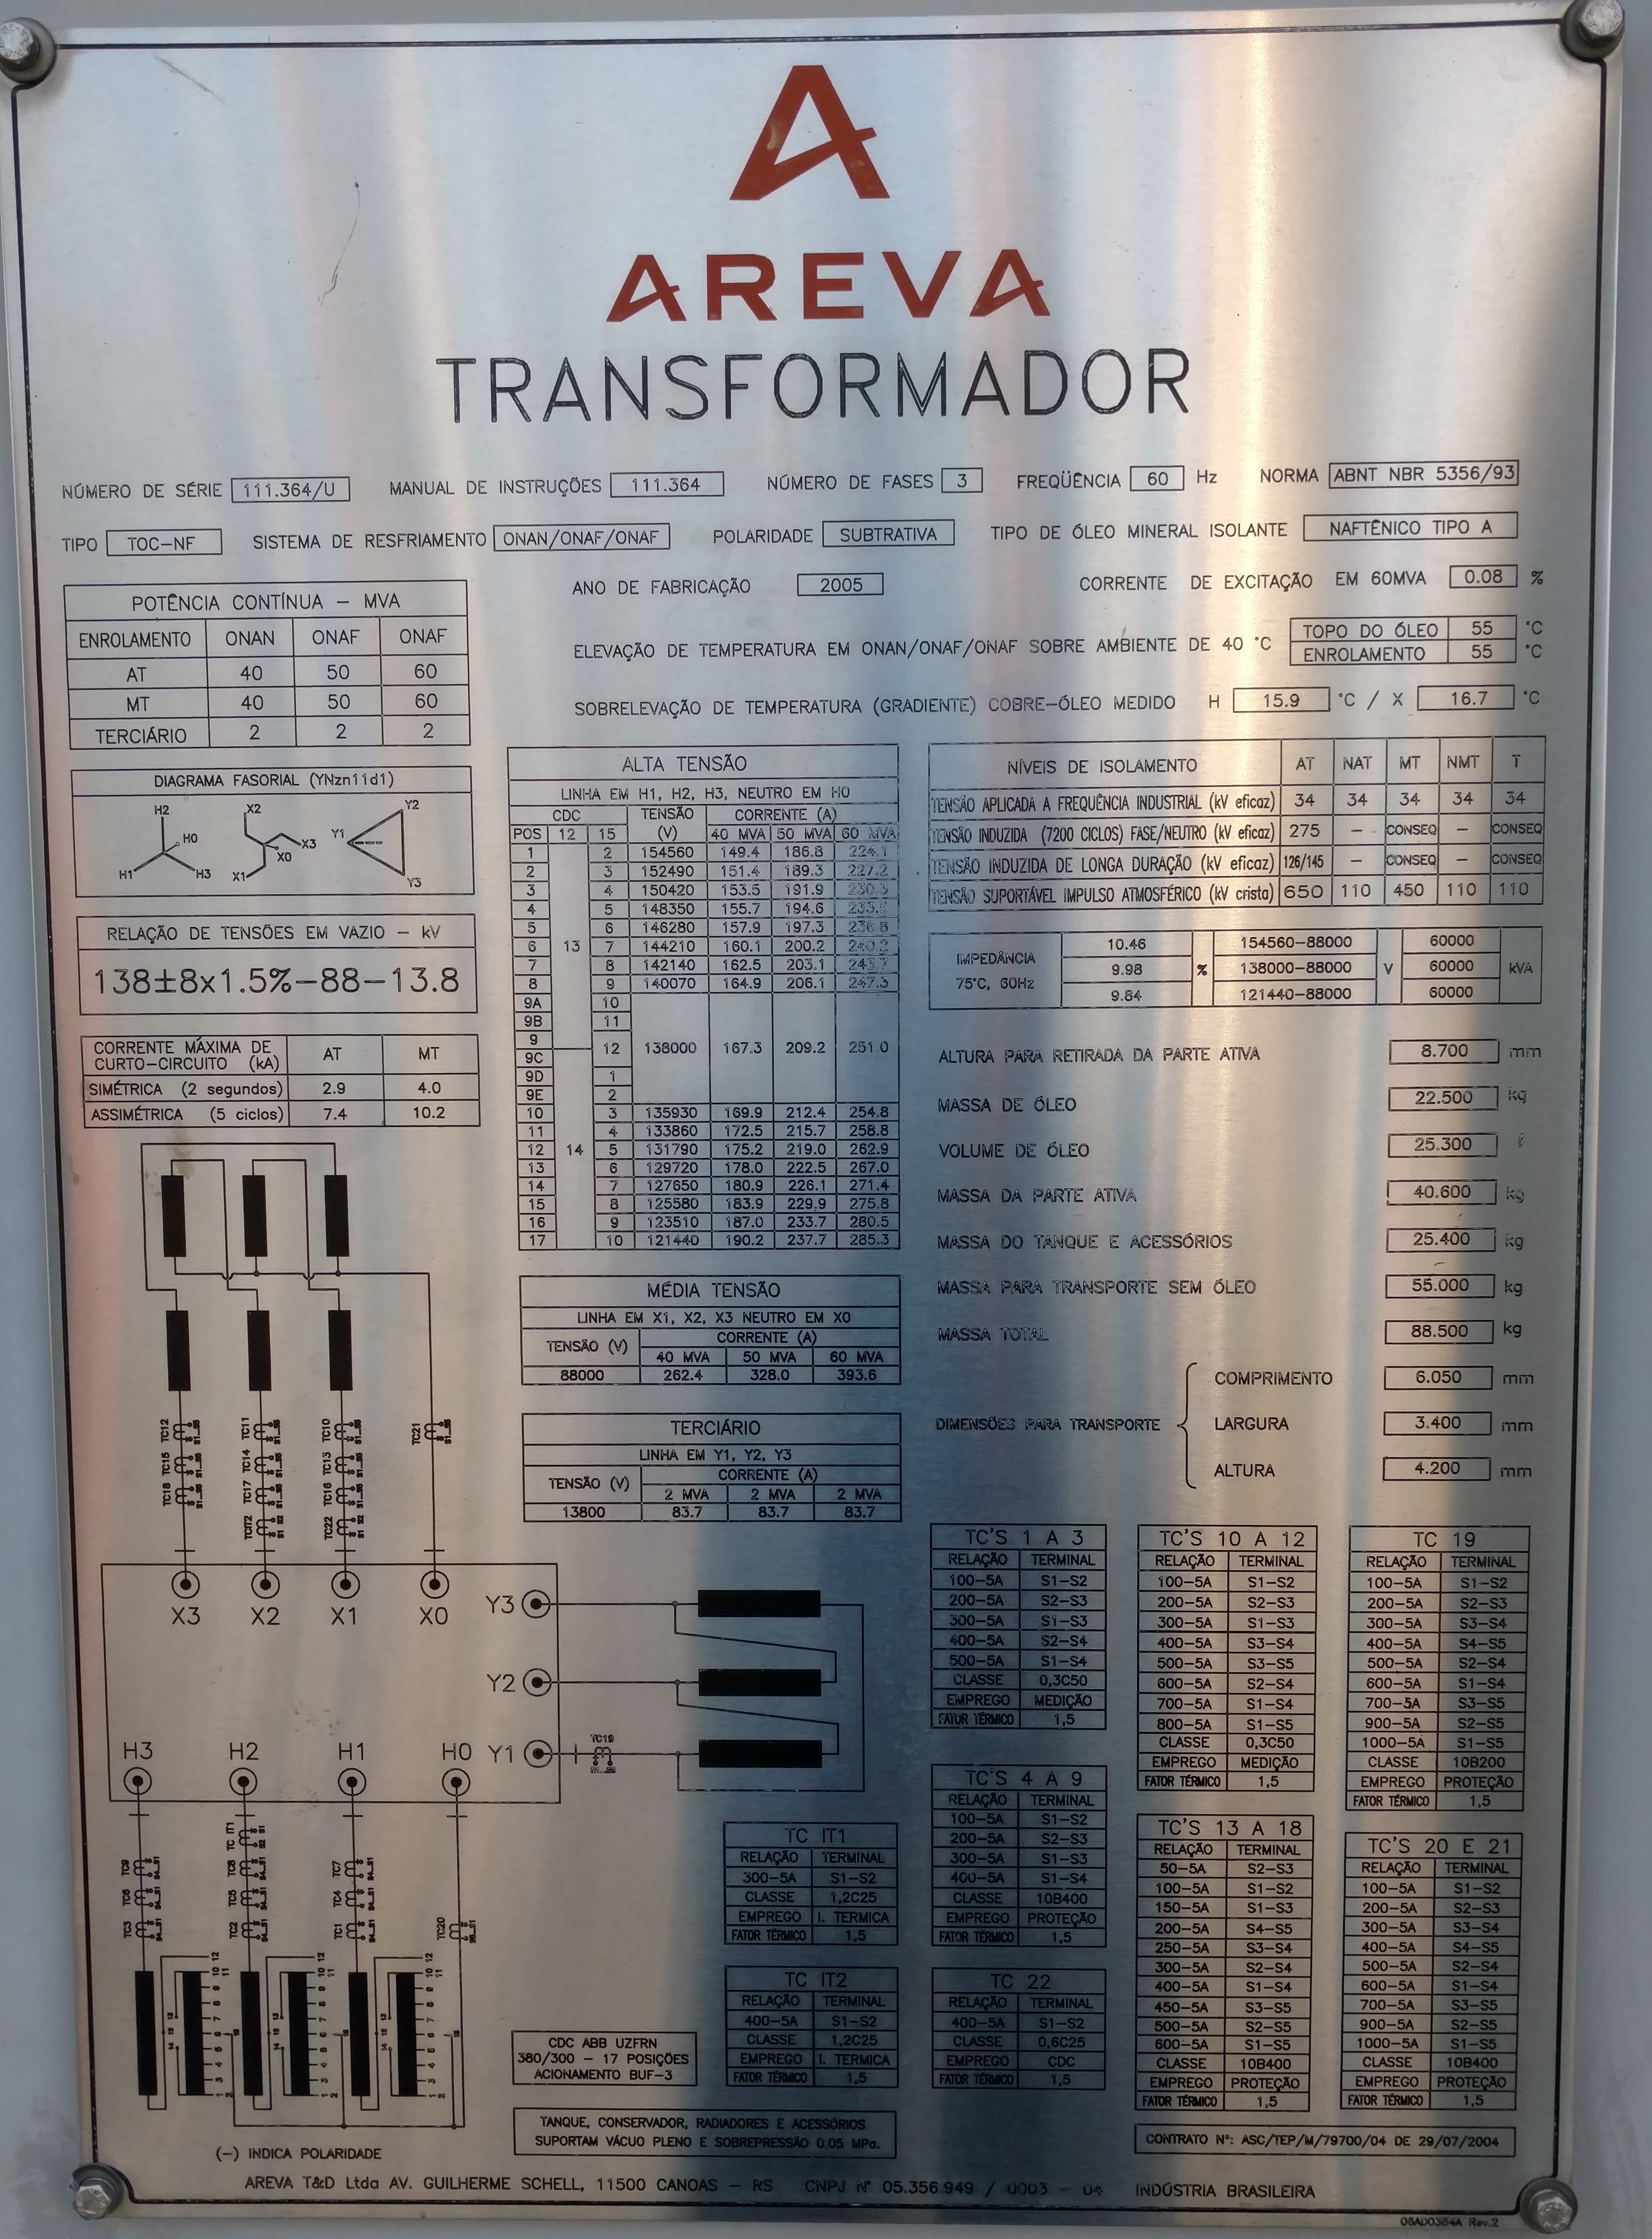 AREVA
TRANSFORMADOR
NÚMERO DE SÉRIE 111.364/U MANUAL DE INSTRUÇÕES 111.364 NÚMERO DE FASES 3 FREQÜÊNCIA 60 Hz NORMA ABNT NBR 5356/93
TIPO TOC-NF SISTEMA DE RESFRIAMENTO ONAN/ONAF/ONAF POLARIDADE SUBTRATIVA TIPO DE ÓLEO MINERAL ISOLANTE NAFTÊNICO TIPO A
ANO DE FABRICAÇÃO 2005 CORRENTE DE EXCITAÇÃO EM 60MVA 0.08 %
POTÊNCIA CONTÍNUA - MVA
ENROLAMENTO ONAN ONAF ONAF
AT 40 50 60
MT 40 50 60
TERCIÁRIO 2 2 2
ELEVAÇÃO DE TEMPERATURA EM ONAN/ONAF/ONAF SOBRE AMBIENTE DE 40 °C
TOPO DO ÓLEO 55 °C
ENROLAMENTO 55 °C
SOBRELEVAÇÃO DE TEMPERATURA (GRADIENTE) COBRE-ÓLEO MEDIDO H 15.9 °C / X 16.7 °C
DIAGRAMA FASORIAL (YNzn11d1)
H2 H0 H1 H3
X2 X3 X0 X1
Y2 Y1 Y3
RELAÇÃO DE TENSÕES EM VAZIO - kV
138±8x1.5%-88-13.8
CORRENTE MÁXIMA DE CURTO-CIRCUITO (kA) AT MT
SIMÉTRICA (2 segundos) 2.9 4.0
ASSIMÉTRICA (5 ciclos) 7.4 10.2
ALTA TENSÃO
LINHA EM H1, H2, H3, NEUTRO EM H0
CDC TENSÃO CORRENTE (A)
POS 12 15 (V) 40 MVA 50 MVA 60 MVA
1 2 154560 149.4 186.8 224.1
2 3 152490 151.4 189.3 227.2
3 4 150420 153.5 191.9 230.3
4 5 148350 155.7 194.6 233.5
5 6 146280 157.9 197.3 236.8
6 13 7 144210 160.1 200.2 240.2
7 8 142140 162.5 203.1 243.7
8 9 140070 164.9 206.1 247.3
9A 10
9B 11
9
9C 12 138000 167.3 209.2 251.0
9D 1
9E 2
10 3 135930 169.9 212.4 254.8
11 4 133860 172.5 215.7 258.8
12 14 5 131790 175.2 219.0 262.9
13 6 129720 178.0 222.5 267.0
14 7 127650 180.9 226.1 271.4
15 8 125580 183.9 229.9 275.8
16 9 123510 187.0 233.7 280.5
17 10 121440 190.2 237.7 285.3
MÉDIA TENSÃO
LINHA EM X1, X2, X3 NEUTRO EM X0
TENSÃO (V) CORRENTE (A)
40 MVA 50 MVA 60 MVA
88000 262.4 328.0 393.6
TERCIÁRIO
LINHA EM Y1, Y2, Y3
TENSÃO (V) CORRENTE (A)
2 MVA 2 MVA 2 MVA
13800 83.7 83.7 83.7
NÍVEIS DE ISOLAMENTO AT NAT MT NMT T
TENSÃO APLICADA A FREQUÊNCIA INDUSTRIAL (kV eficaz) 34 34 34 34 34
TENSÃO INDUZIDA (7200 CICLOS) FASE/NEUTRO (kV eficaz) 275 - CONSEQ - CONSEQ
TENSÃO INDUZIDA DE LONGA DURAÇÃO (kV eficaz) 126/145 - CONSEQ - CONSEQ
TENSÃO SUPORTÁVEL IMPULSO ATMOSFÉRICO (kV crista) 650 110 450 110 110
IMPEDÂNCIA 75°C, 60Hz
10.46 154560-88000 60000
9.98 % 138000-88000 V 60000 kVA
9.84 121440-88000 60000
ALTURA PARA RETIRADA DA PARTE ATIVA 8.700 mm
MASSA DE ÓLEO 22.500 kg
VOLUME DE ÓLEO 25.300 ℓ
MASSA DA PARTE ATIVA 40.600 kg
MASSA DO TANQUE E ACESSÓRIOS 25.400 kg
MASSA PARA TRANSPORTE SEM ÓLEO 55.000 kg
MASSA TOTAL 88.500 kg
DIMENSÕES PARA TRANSPORTE
COMPRIMENTO 6.050 mm
LARGURA 3.400 mm
ALTURA 4.200 mm
TC12 TC11 TC10 TC21
TC15 TC14 TC13
TC18 TC17 TC16
TCIT2 TC22
X3 X2 X1 X0 Y3
Y2
H3 H2 H1 H0 Y1
TC19
TC IT1
TC9 TC8 TC7
TC6 TC5 TC4
TC3 TC2 TC1 TC20
(-) INDICA POLARIDADE
TC'S 1 A 3
RELAÇÃO TERMINAL
100-5A S1-S2
200-5A S2-S3
300-5A S1-S3
400-5A S2-S4
500-5A S1-S4
CLASSE 0,3C50
EMPREGO MEDIÇÃO
FATOR TÉRMICO 1,5
TC'S 10 A 12
RELAÇÃO TERMINAL
100-5A S1-S2
200-5A S2-S3
300-5A S1-S3
400-5A S3-S4
500-5A S3-S5
600-5A S2-S4
700-5A S1-S4
800-5A S1-S5
CLASSE 0,3C50
EMPREGO MEDIÇÃO
FATOR TÉRMICO 1,5
TC 19
RELAÇÃO TERMINAL
100-5A S1-S2
200-5A S2-S3
300-5A S3-S4
400-5A S4-S5
500-5A S2-S4
600-5A S1-S4
700-5A S3-S5
900-5A S2-S5
1000-5A S1-S5
CLASSE 10B200
EMPREGO PROTEÇÃO
FATOR TÉRMICO 1,5
TC'S 4 A 9
RELAÇÃO TERMINAL
100-5A S1-S2
200-5A S2-S3
300-5A S1-S3
400-5A S1-S4
CLASSE 10B400
EMPREGO PROTEÇÃO
FATOR TÉRMICO 1,5
TC IT1
RELAÇÃO TERMINAL
300-5A S1-S2
CLASSE 1,2C25
EMPREGO I. TERMICA
FATOR TÉRMICO 1,5
TC'S 13 A 18
RELAÇÃO TERMINAL
50-5A S2-S3
100-5A S1-S2
150-5A S1-S3
200-5A S4-S5
250-5A S3-S4
300-5A S2-S4
400-5A S1-S4
450-5A S3-S5
500-5A S2-S5
600-5A S1-S5
CLASSE 10B400
EMPREGO PROTEÇÃO
FATOR TÉRMICO 1,5
TC'S 20 E 21
RELAÇÃO TERMINAL
100-5A S1-S2
200-5A S2-S3
300-5A S3-S4
400-5A S4-S5
500-5A S2-S4
600-5A S1-S4
700-5A S3-S5
900-5A S2-S5
1000-5A S1-S5
CLASSE 10B400
EMPREGO PROTEÇÃO
FATOR TÉRMICO 1,5
TC IT2
RELAÇÃO TERMINAL
400-5A S1-S2
CLASSE 1,2C25
EMPREGO I. TERMICA
FATOR TÉRMICO 1,5
TC 22
RELAÇÃO TERMINAL
400-5A S1-S2
CLASSE 0,6C25
EMPREGO CDC
FATOR TÉRMICO 1,5
CDC ABB UZFRN
380/300 - 17 POSIÇÕES
ACIONAMENTO BUF-3
TANQUE, CONSERVADOR, RADIADORES E ACESSÓRIOS
SUPORTAM VÁCUO PLENO E SOBREPRESSÃO 0.05 MPa.
CONTRATO Nº: ASC/TEP/M/79700/04 DE 29/07/2004
AREVA T&D Ltda AV. GUILHERME SCHELL, 11500 CANOAS - RS CNPJ Nº 05.356.949 / 0003 - 04 INDÚSTRIA BRASILEIRA
08AD0364A Rev.2